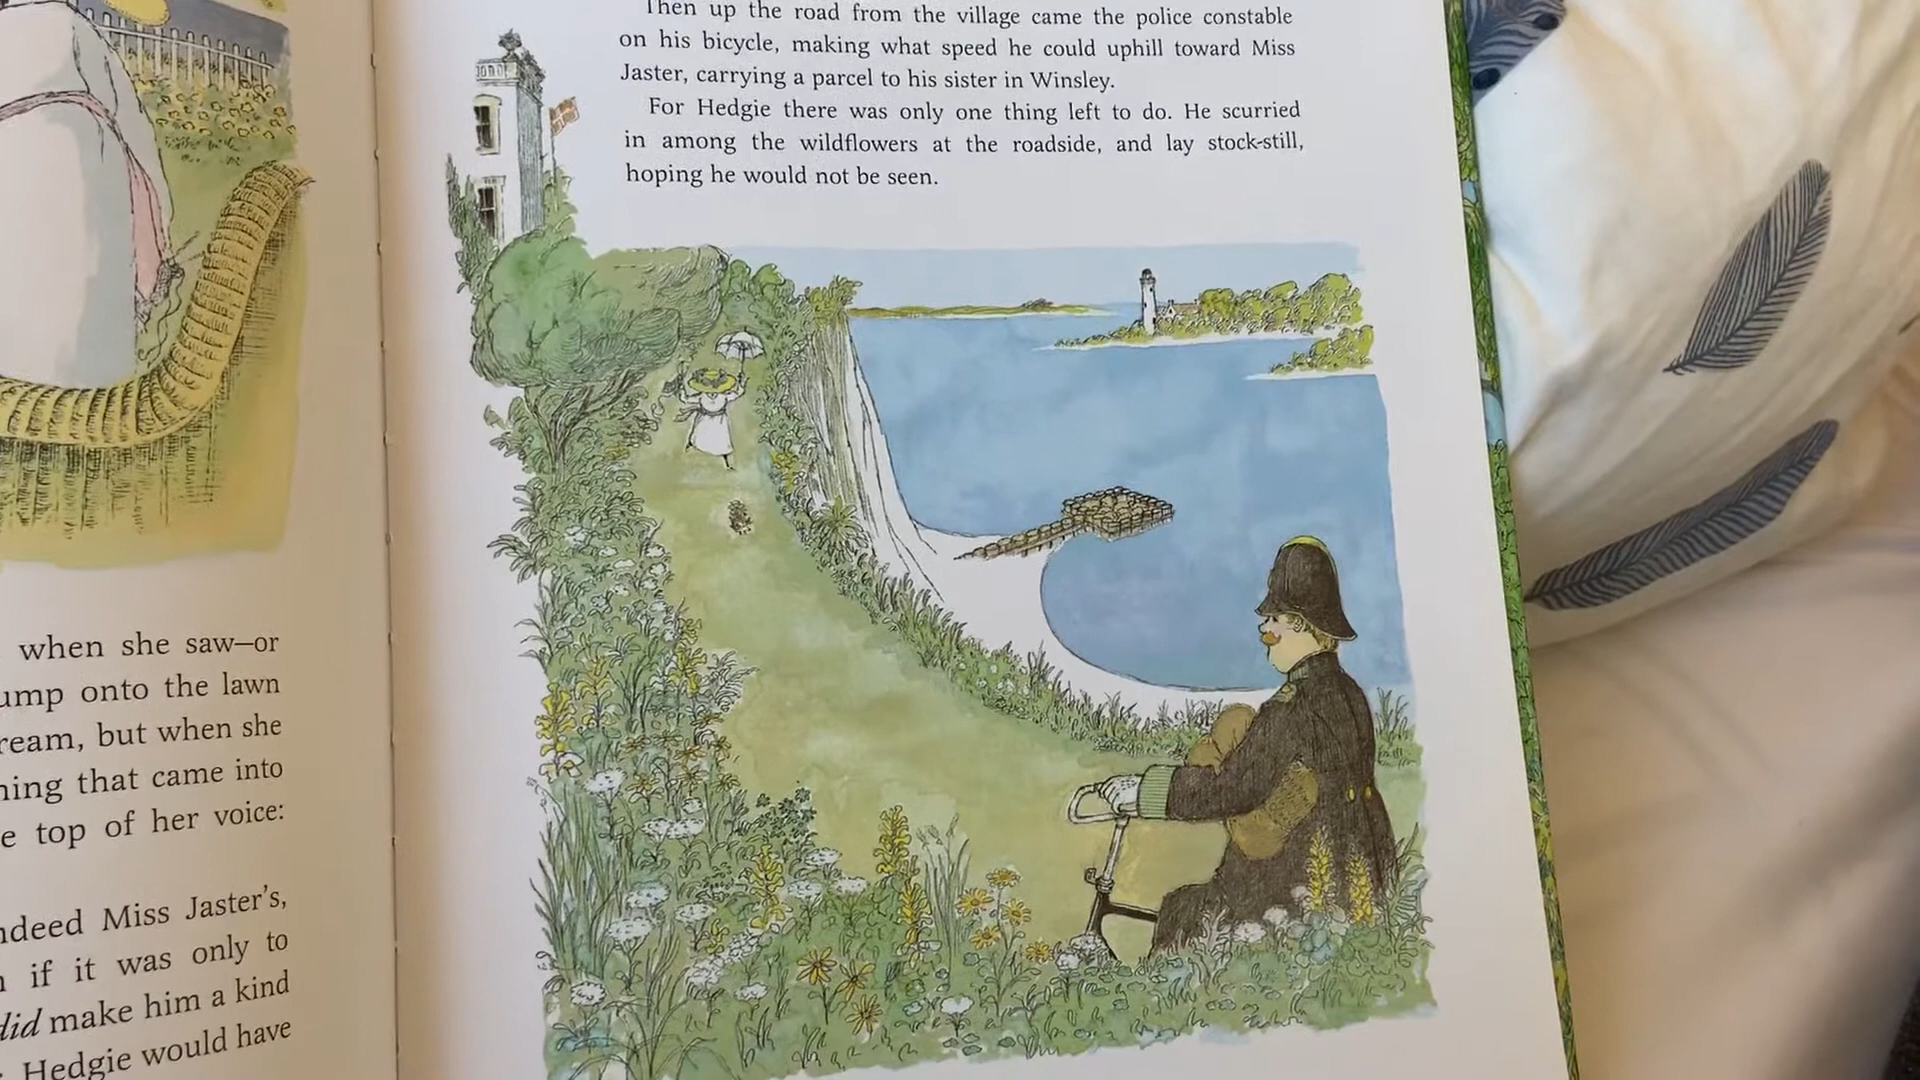 when she saw—or
onto the lawn
but when she
that came into
top of her voice:
Miss Jaster's,
if it was only to
did make him a kind
Hedgie would have
Then up the road from the village came the police constable
on his bicycle, making what speed he could uphill toward Miss
Jaster, carrying a parcel to his sister in Winsley.
For Hedgie there was only one thing left to do. He scurried
in among the wildflowers at the roadside, and lay stock-still,
hoping he would not be seen.